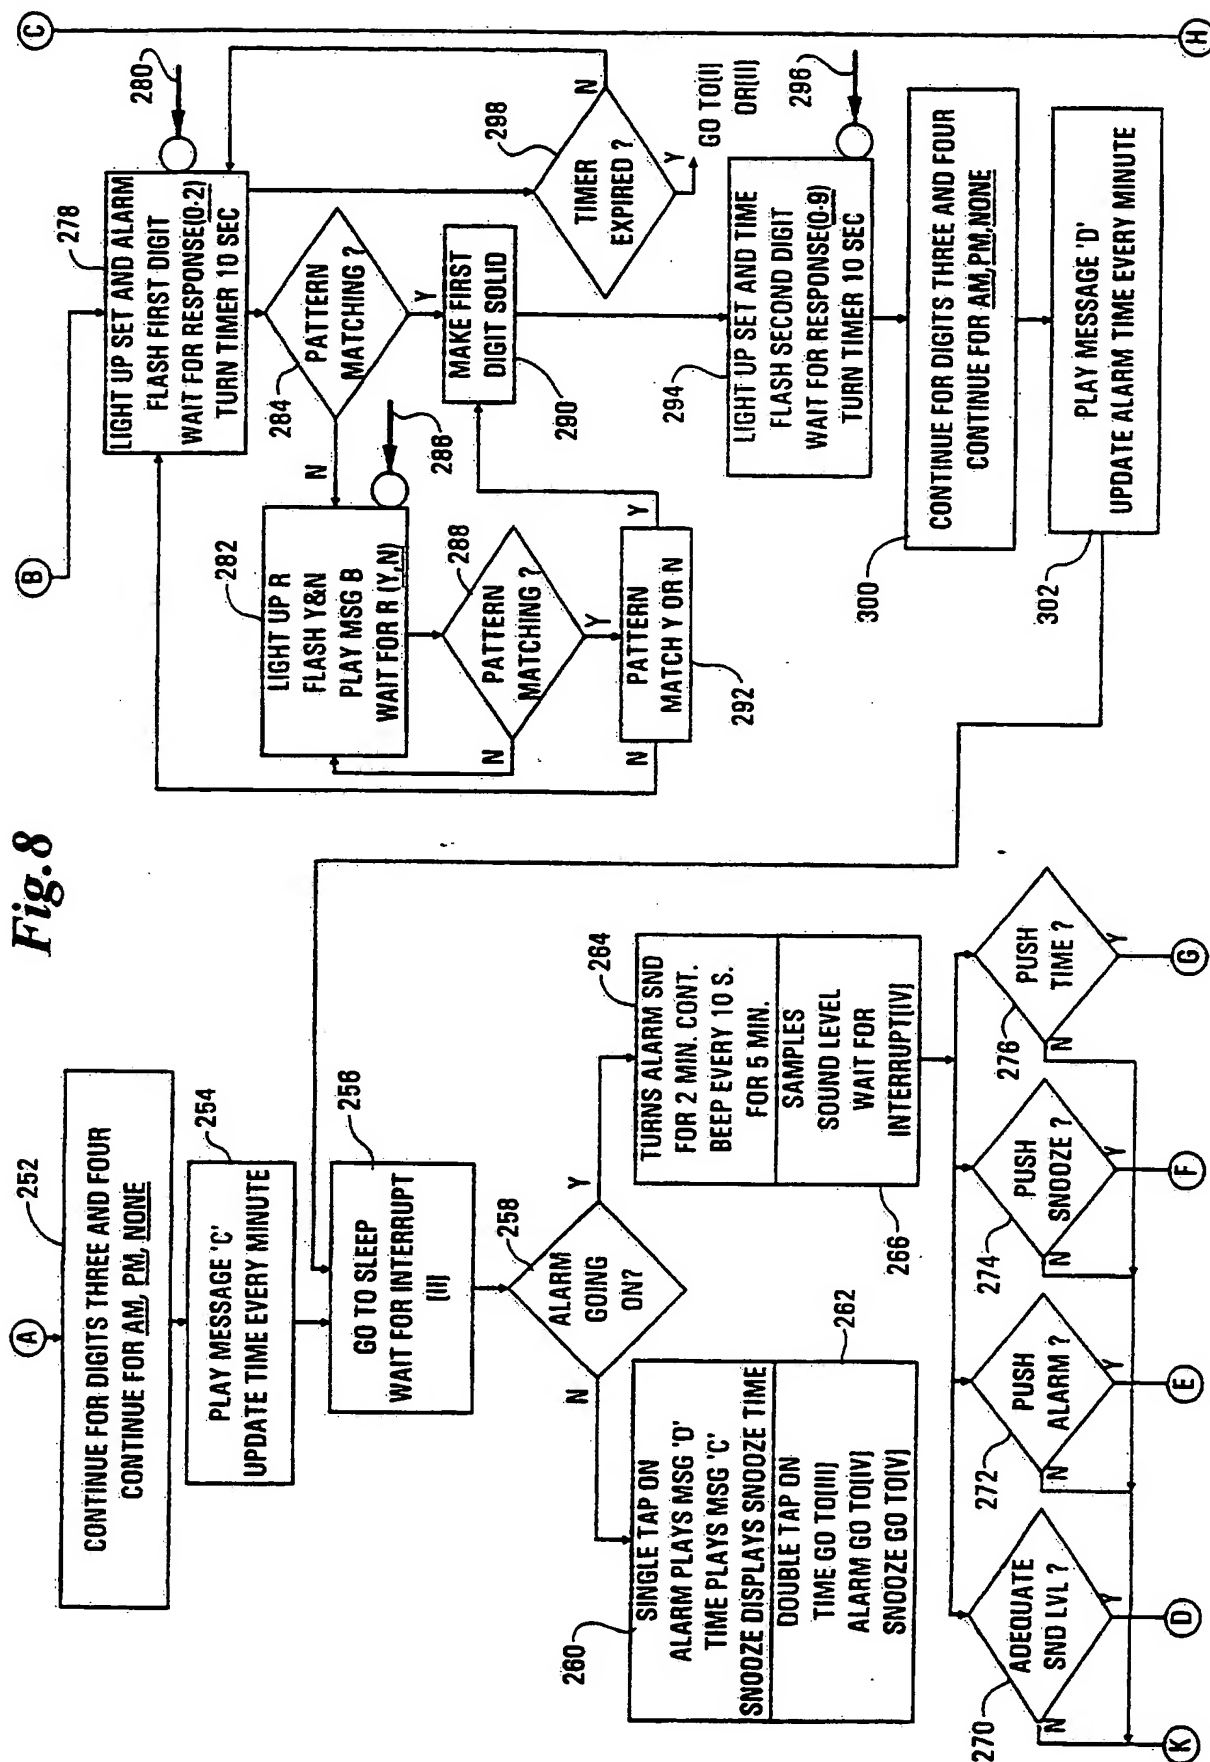 Fig.8
A
252
CONTINUE FOR DIGITS THREE AND FOUR
CONTINUE FOR AM, PM, NONE
254
PLAY MESSAGE 'C'
UPDATE TIME EVERY MINUTE
256
GO TO SLEEP
WAIT FOR INTERRUPT
[II]
258
ALARM
GOING
ON?
N
Y
260
SINGLE TAP ON
ALARM PLAYS MSG 'D'
TIME PLAYS MSG 'C'
SNOOZE DISPLAYS SNOOZE TIME
262
DOUBLE TAP ON
TIME GO TO[III]
ALARM GO TO[IV]
SNOOZE GO TO[V]
264
TURNS ALARM SND
FOR 2 MIN. CONT.
BEEP EVERY 10 S.
FOR 5 MIN.
266
SAMPLES
SOUND LEVEL
WAIT FOR
INTERRUPT[IV]
270
ADEQUATE
SND LVL ?
N
Y
272
PUSH
ALARM ?
N
Y
274
PUSH
SNOOZE ?
N
Y
276
PUSH
TIME ?
N
Y
K
D
E
F
G
B
278
LIGHT UP SET AND ALARM
FLASH FIRST DIGIT
WAIT FOR RESPONSE(0-2)
TURN TIMER 10 SEC
280
284
PATTERN
MATCHING ?
N
Y
282
LIGHT UP R
FLASH Y&N
PLAY MSG B
WAIT FOR R (Y,N)
286
288
PATTERN
MATCHING ?
N
Y
PATTERN
MATCH Y OR N
292
N
Y
MAKE FIRST
DIGIT SOLID
290
298
TIMER
EXPIRED ?
N
Y
GO TO[I]
OR[II]
294
LIGHT UP SET AND TIME
FLASH SECOND DIGIT
WAIT FOR RESPONSE(0-9)
TURN TIMER 10 SEC
296
300
CONTINUE FOR DIGITS THREE AND FOUR
CONTINUE FOR AM,PM,NONE
302
PLAY MESSAGE 'D'
UPDATE ALARM TIME EVERY MINUTE
C
H